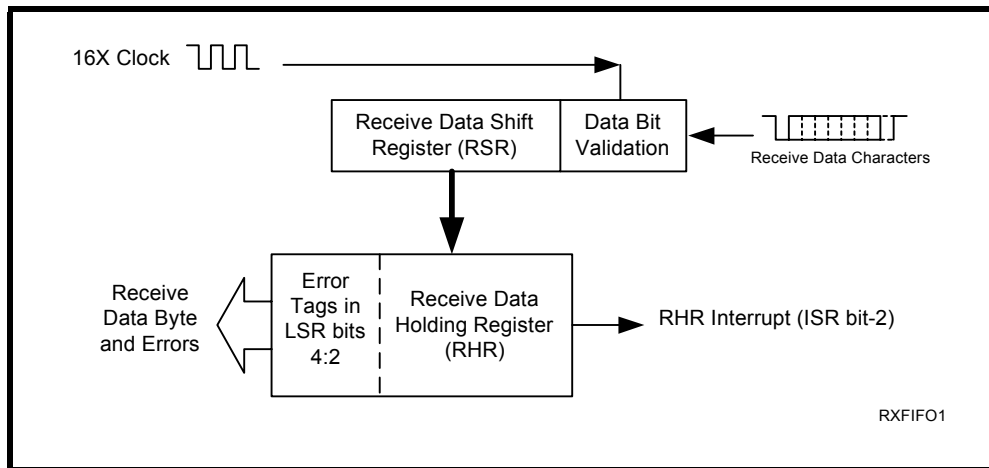 16X Clock
Receive Data Shift
Register (RSR)
Data Bit
Validation
Receive Data Characters
Receive
Data Byte
and Errors
Error
Tags in
LSR bits
4:2
Receive Data
Holding Register
(RHR)
RHR Interrupt (ISR bit-2)
RXFIFO1